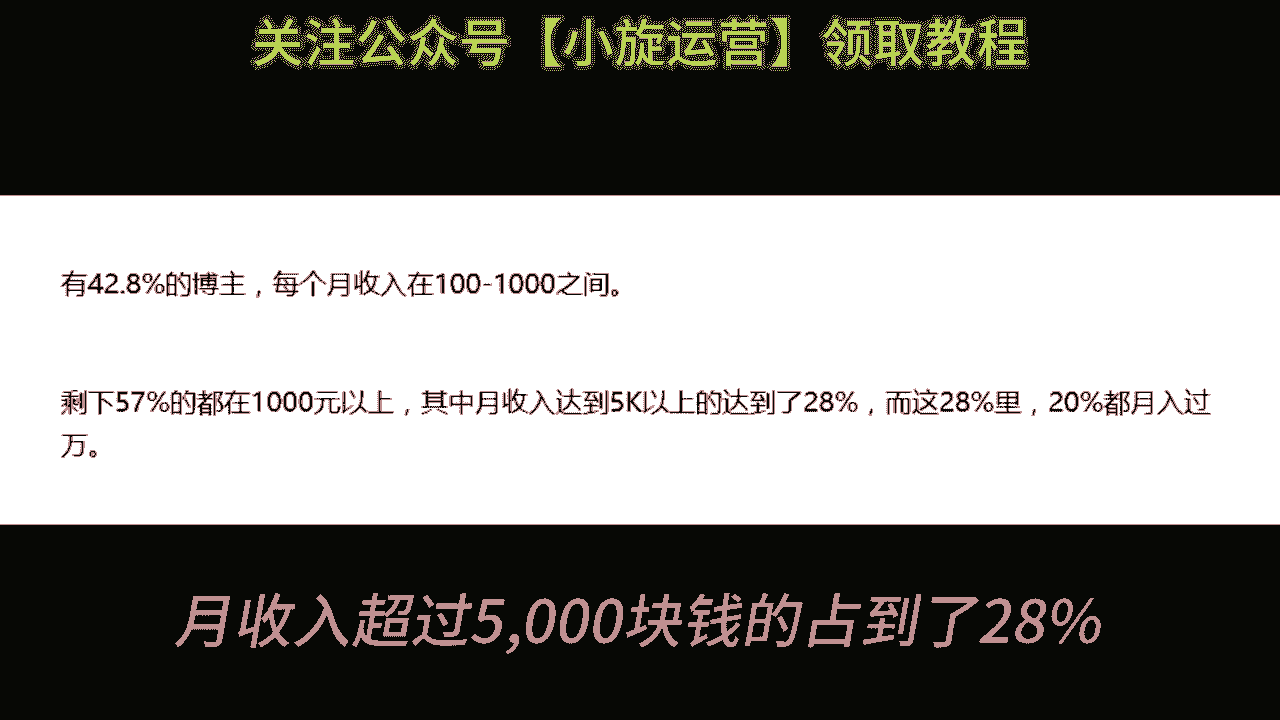 关注公众号【小旋运营】领取教程
有42.8%的博主，每个月收入在100-1000之间。
剩下57%的都在1000元以上，其中月收入达到5K以上的达到了28%，而这28%里，20%都月入过
万。
月收入超过5,000块钱的占到了28%